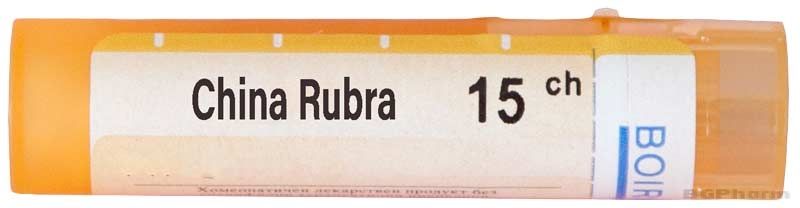 China Rubra 15 ch
BOIR
Хомеопатичен лекарствен продукт без
BGPharm